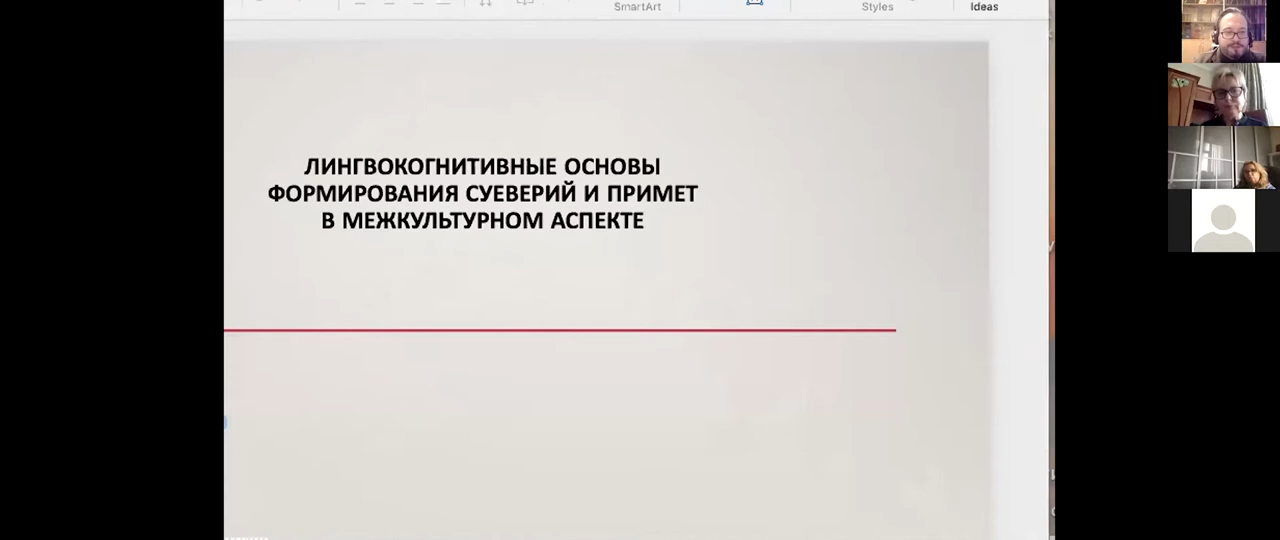 SmartArt
Styles
Ideas
ЛИНГВОКОГНИТИВНЫЕ ОСНОВЫ
ФОРМИРОВАНИЯ СУЕВЕРИЙ И ПРИМЕТ
В МЕЖКУЛЬТУРНОМ АСПЕКТЕ